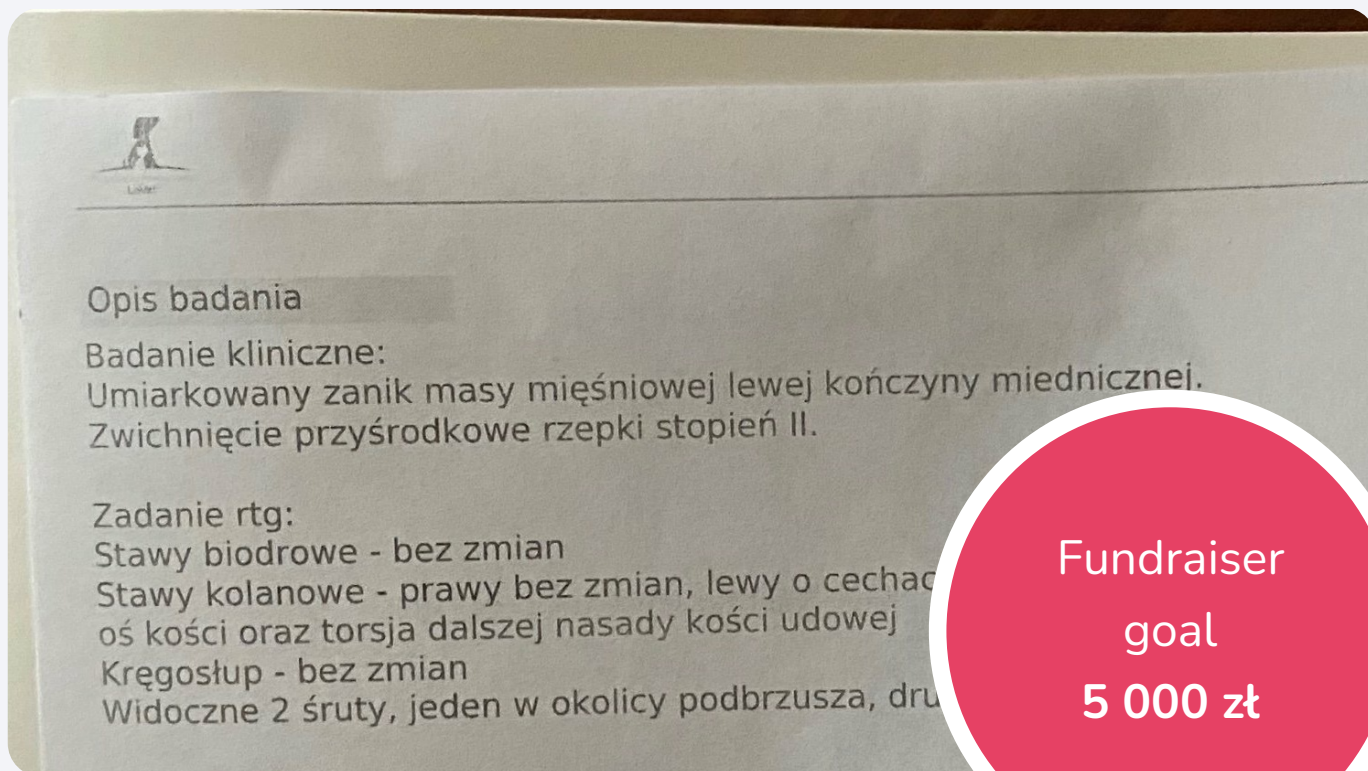 Opis badania
Badanie kliniczne:
Umiarkowany zanik masy mięśniowej lewej kończyny miednicznej.
Zwichnięcie przyśrodkowe rzepki stopień II.
Zadanie rtg:
Stawy biodrowe - bez zmian
Stawy kolanowe - prawy bez zmian, lewy o
oś kości oraz torsja dalszej nasady kości udowej
Kręgosłup - bez zmian
Widoczne 2 śruty, jeden w okolicy podbrzusza,
Fundraiser
goal
5 000 zł